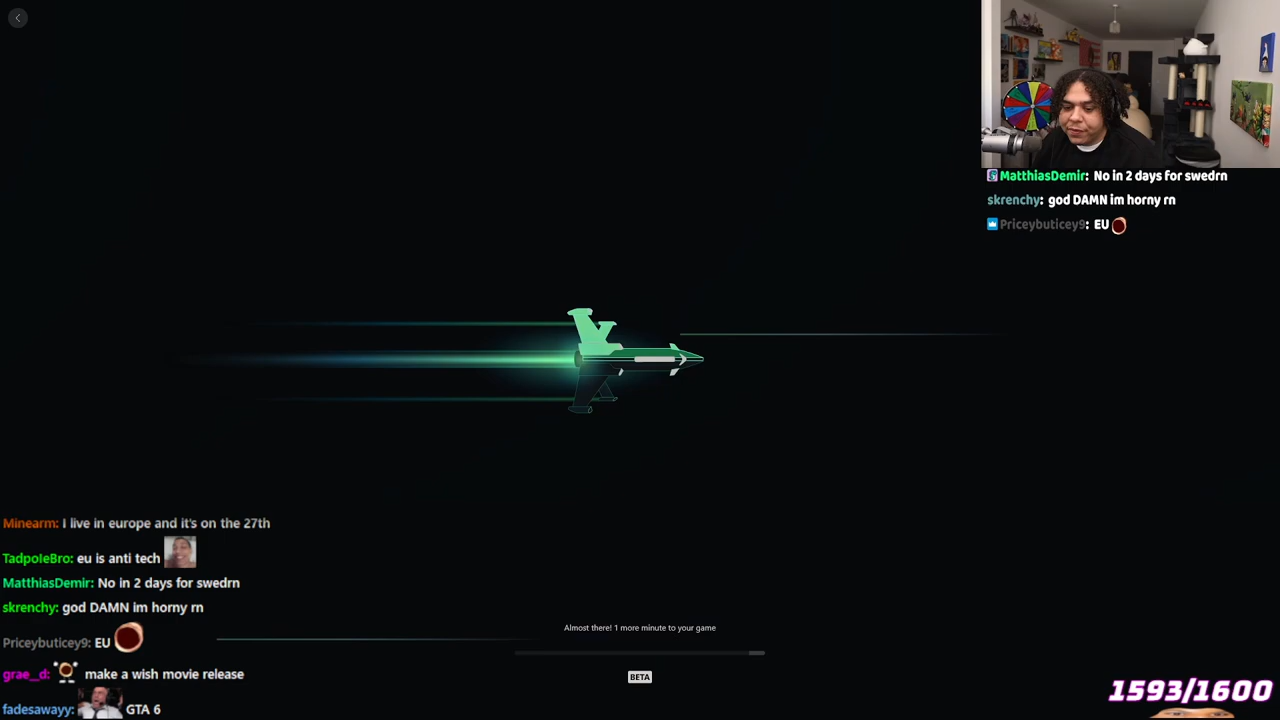 MatthiasDemir: No in 2 days for swedrn
skrenchy: god DAMN im horny rn
Priceybuticey9: EU
Minearm: I live in europe and it's on the 27th
TadpoleBro: eu is anti tech
MatthiasDemir: No in 2 days for swedrn
skrenchy: god DAMN im horny rn
Priceybuticey9: EU
grae__d: make a wish movie release
fadesawayy: GTA 6
Almost there! 1 more minute to your game
BETA
1593/1600